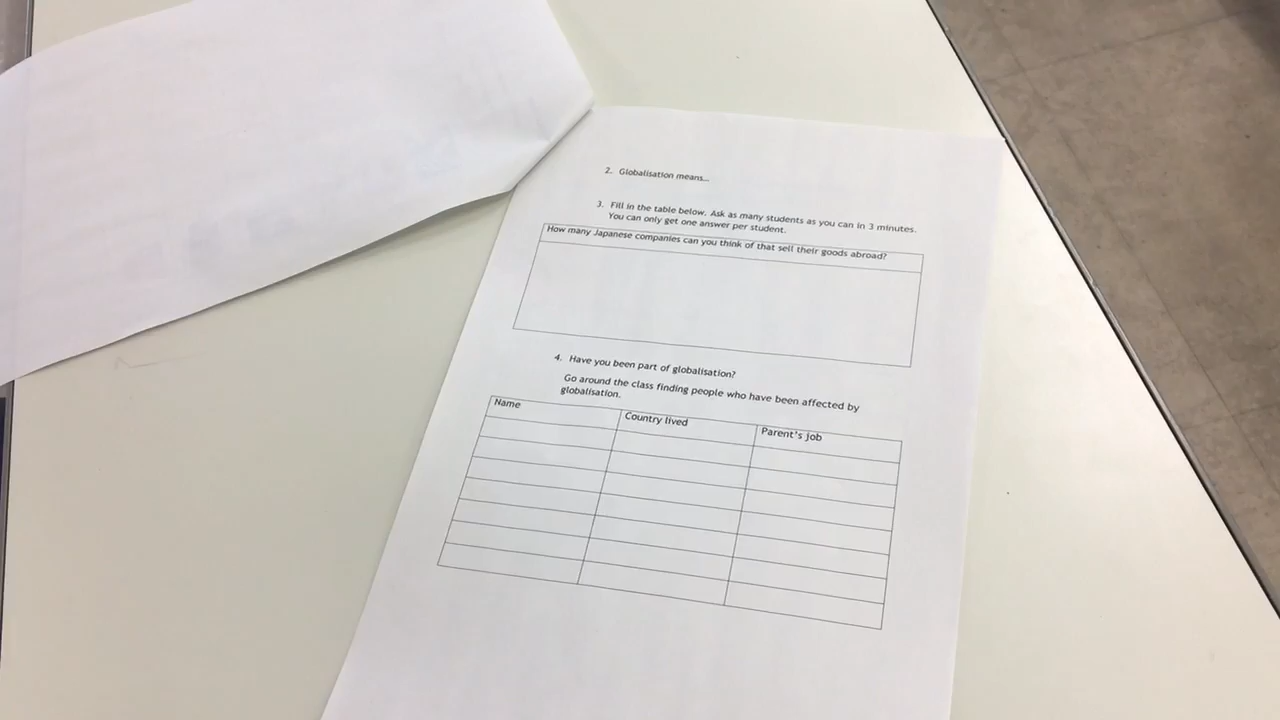 2. Globalisation means...
3. Fill in the table below. Ask as many students as you can in 3 minutes.
You can only get one answer per student.
How many Japanese companies can you think of that sell their goods abroad?
4. Have you been part of globalisation?
Go around the class finding people who have been affected by
globalisation.
Name Country lived Parent's job